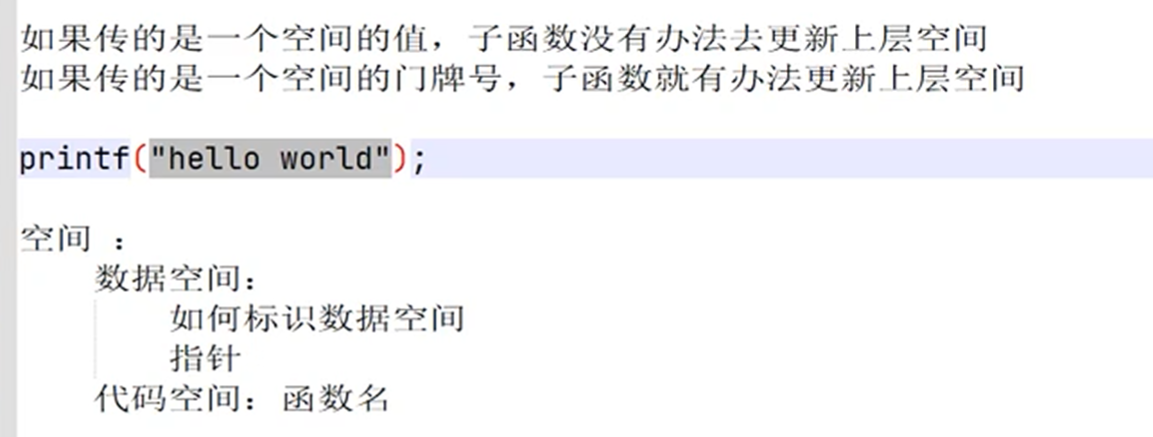 如果传的是一个空间的值，子函数没有办法去更新上层空间
如果传的是一个空间的门牌号，子函数就有办法更新上层空间
printf("hello world");
空间 ：
数据空间：
如何标识数据空间
指针
代码空间：函数名